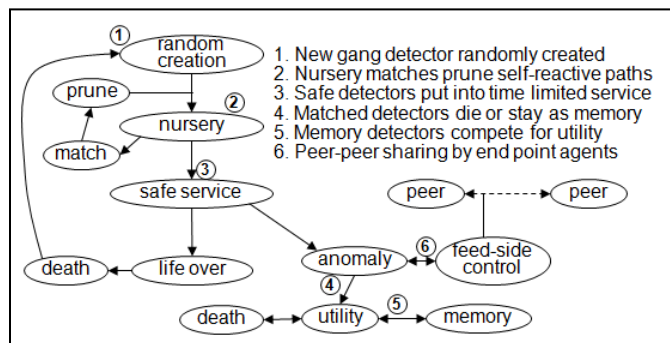 1
random
creation
1. New gang detector randomly created
2. Nursery matches prune self-reactive paths
3. Safe detectors put into time limited service
4. Matched detectors die or stay as memory
5. Memory detectors compete for utility
6. Peer-peer sharing by end point agents
prune
2
nursery
match
3
safe service
peer
peer
6
feed-side
control
death
life over
anomaly
4
5
death
utility
memory